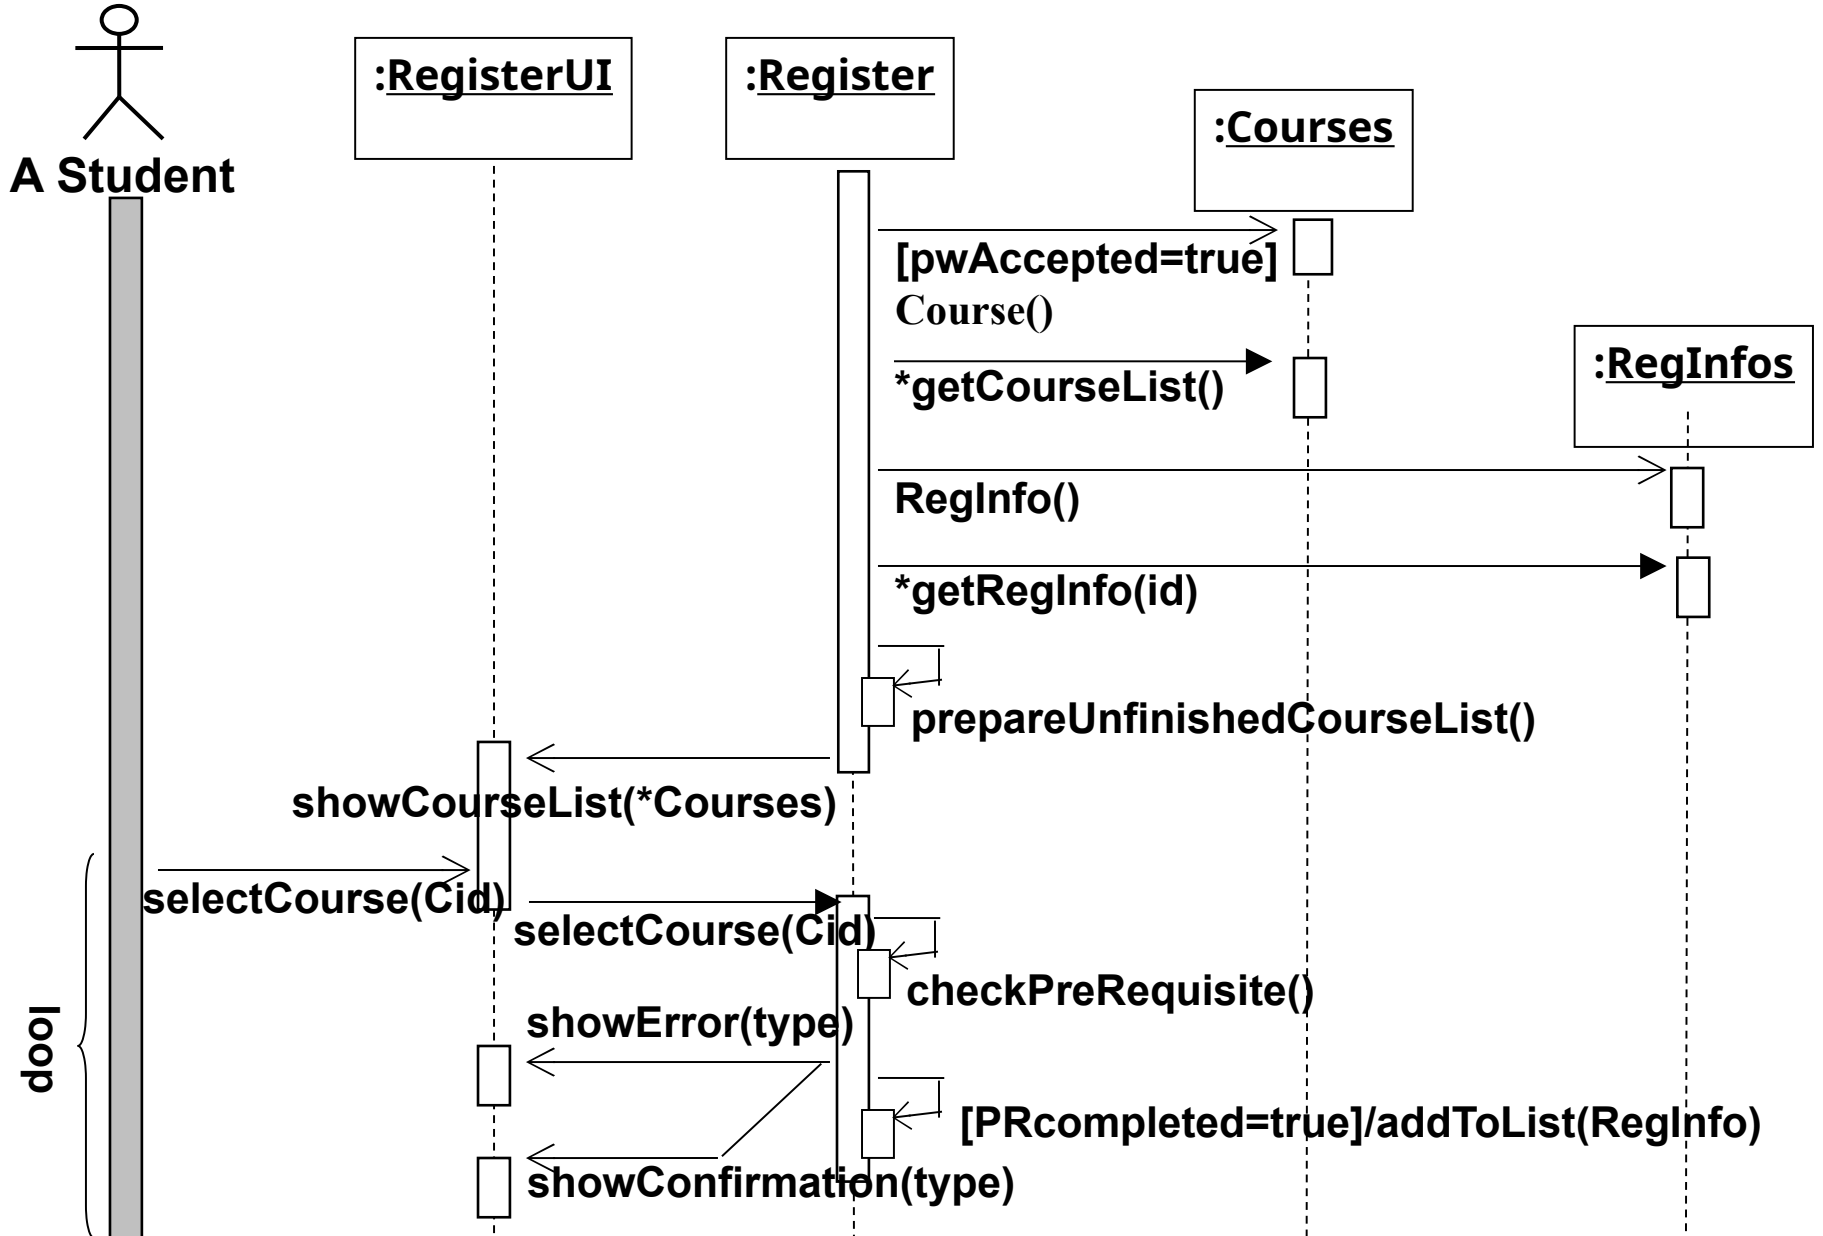 :RegisterUI
:Register
:Courses
A Student
[pwAccepted=true]
Course()
:RegInfos
*getCourseList()
RegInfo()
*getRegInfo(id)
prepareUnfinishedCourseList()
showCourseList(*Courses)
selectCourse(Cid)
selectCourse(Cid)
checkPreRequisite()
showError(type)
loop
[PRcompleted=true]/addToList(RegInfo)
showConfirmation(type)